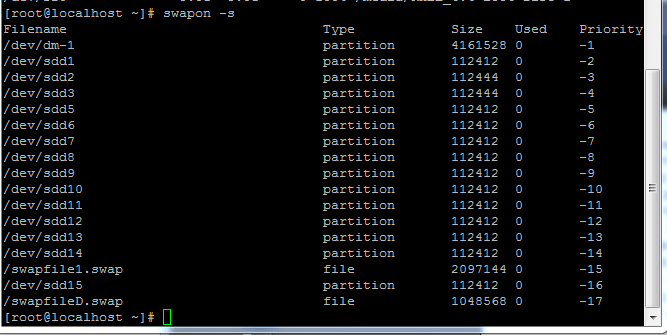 [root@localhost ~]# swapon -s
Filename Type Size Used Priority
/dev/dm-1 partition 4161528 0 -1
/dev/sdd1 partition 112412 0 -2
/dev/sdd2 partition 112444 0 -3
/dev/sdd3 partition 112444 0 -4
/dev/sdd5 partition 112412 0 -5
/dev/sdd6 partition 112412 0 -6
/dev/sdd7 partition 112412 0 -7
/dev/sdd8 partition 112412 0 -8
/dev/sdd9 partition 112412 0 -9
/dev/sdd10 partition 112412 0 -10
/dev/sdd11 partition 112412 0 -11
/dev/sdd12 partition 112412 0 -12
/dev/sdd13 partition 112412 0 -13
/dev/sdd14 partition 112412 0 -14
/swapfile1.swap file 2097144 0 -15
/dev/sdd15 partition 112412 0 -16
/swapfileD.swap file 1048568 0 -17
[root@localhost ~]#